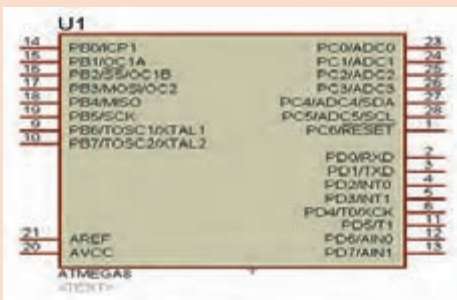 U1
14 PB0/ICP1 PC0/ADC0 23
15 PB1/OC1A PC1/ADC1 24
16 PB2/SS/OC1B PC2/ADC2 25
17 PB3/MOSI/OC2 PC3/ADC3 26
18 PB4/MISO PC4/ADC4/SDA 27
19 PB5/SCK PC5/ADC5/SCL 28
9 PB6/TOSC1/XTAL1 PC6/RESET 1
10 PB7/TOSC2/XTAL2
PD0/RXD 2
PD1/TXD 3
PD2/INT0 4
PD3/INT1 5
PD4/T0/XCK 6
PD5/T1 11
21 AREF PD6/AIN0 12
20 AVCC PD7/AIN1 13
ATMEGA8
<TEXT>